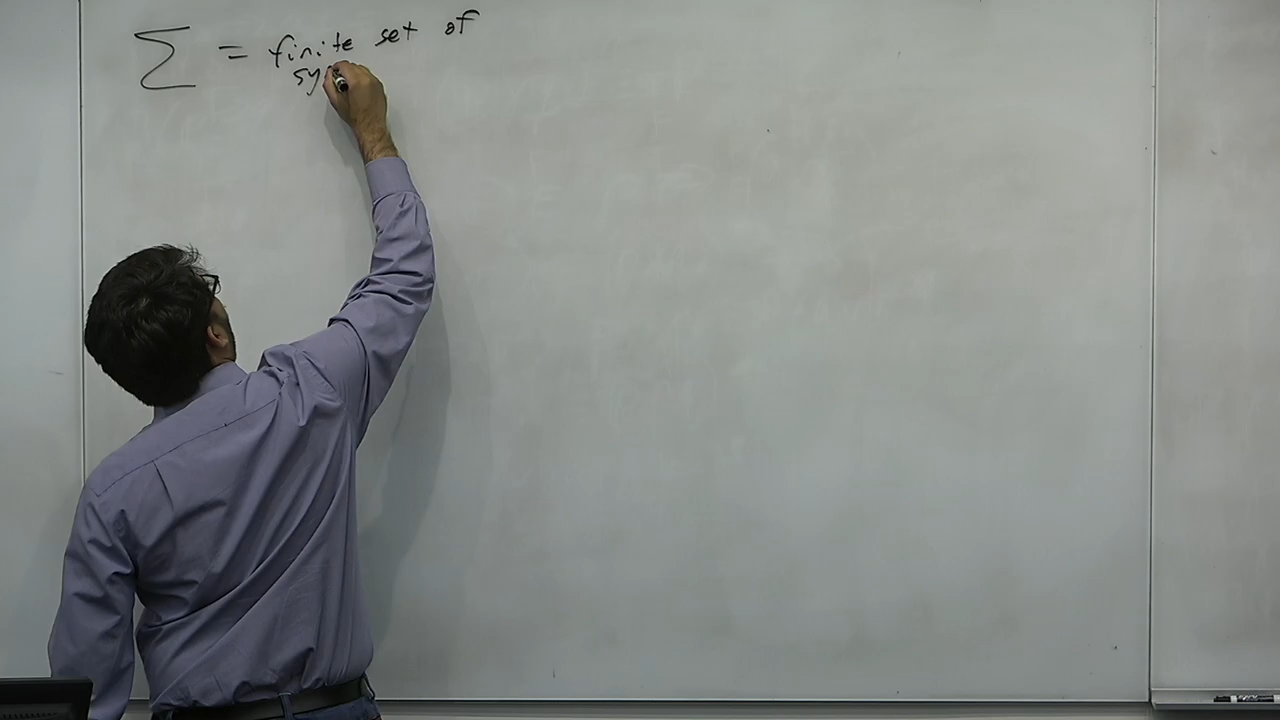 Σ = finite set of
sy